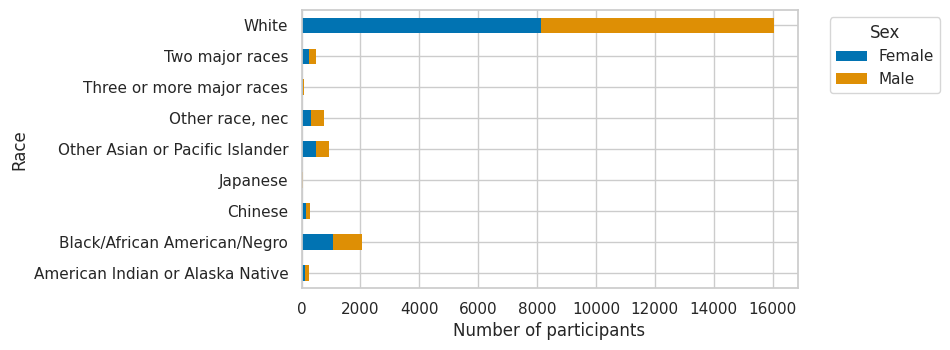 White
Two major races
Three or more major races
Other race, nec
Other Asian or Pacific Islander
Japanese
Chinese
Black/African American/Negro
American Indian or Alaska Native
Race
0 2000 4000 6000 8000 10000 12000 14000 16000
Number of participants
Sex
Female
Male